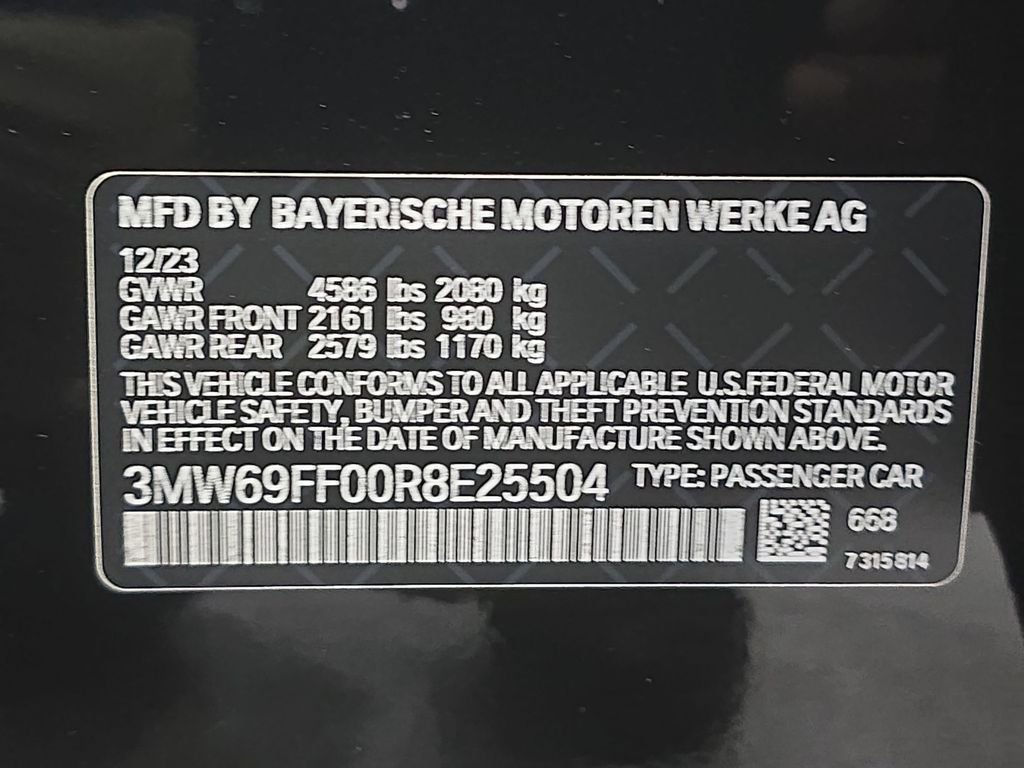 MFD BY BAYERISCHE MOTOREN WERKE AG
12/23
GVWR 4586 lbs 2080 kg
GAWR FRONT 2161 lbs 980 kg
GAWR REAR 2579 lbs 1170 kg
THIS VEHICLE CONFORMS TO ALL APPLICABLE U.S.FEDERAL MOTOR
VEHICLE SAFETY, BUMPER AND THEFT PREVENTION STANDARDS
IN EFFECT ON THE DATE OF MANUFACTURE SHOWN ABOVE.
3MW69FF00R8E25504 TYPE: PASSENGER CAR
668
7315814